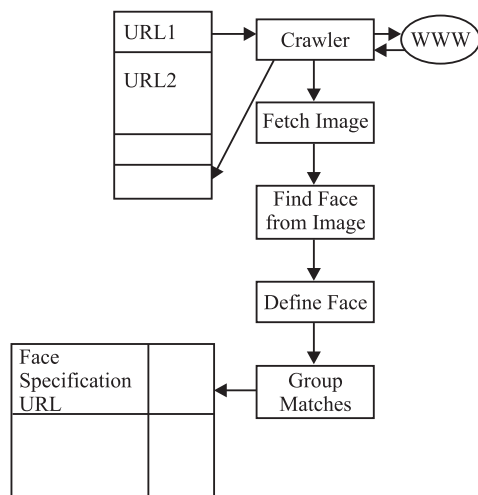 URL1
Crawler
WWW
URL2
Fetch Image
Find Face
from Image
Define Face
Face
Specification
URL
Group
Matches